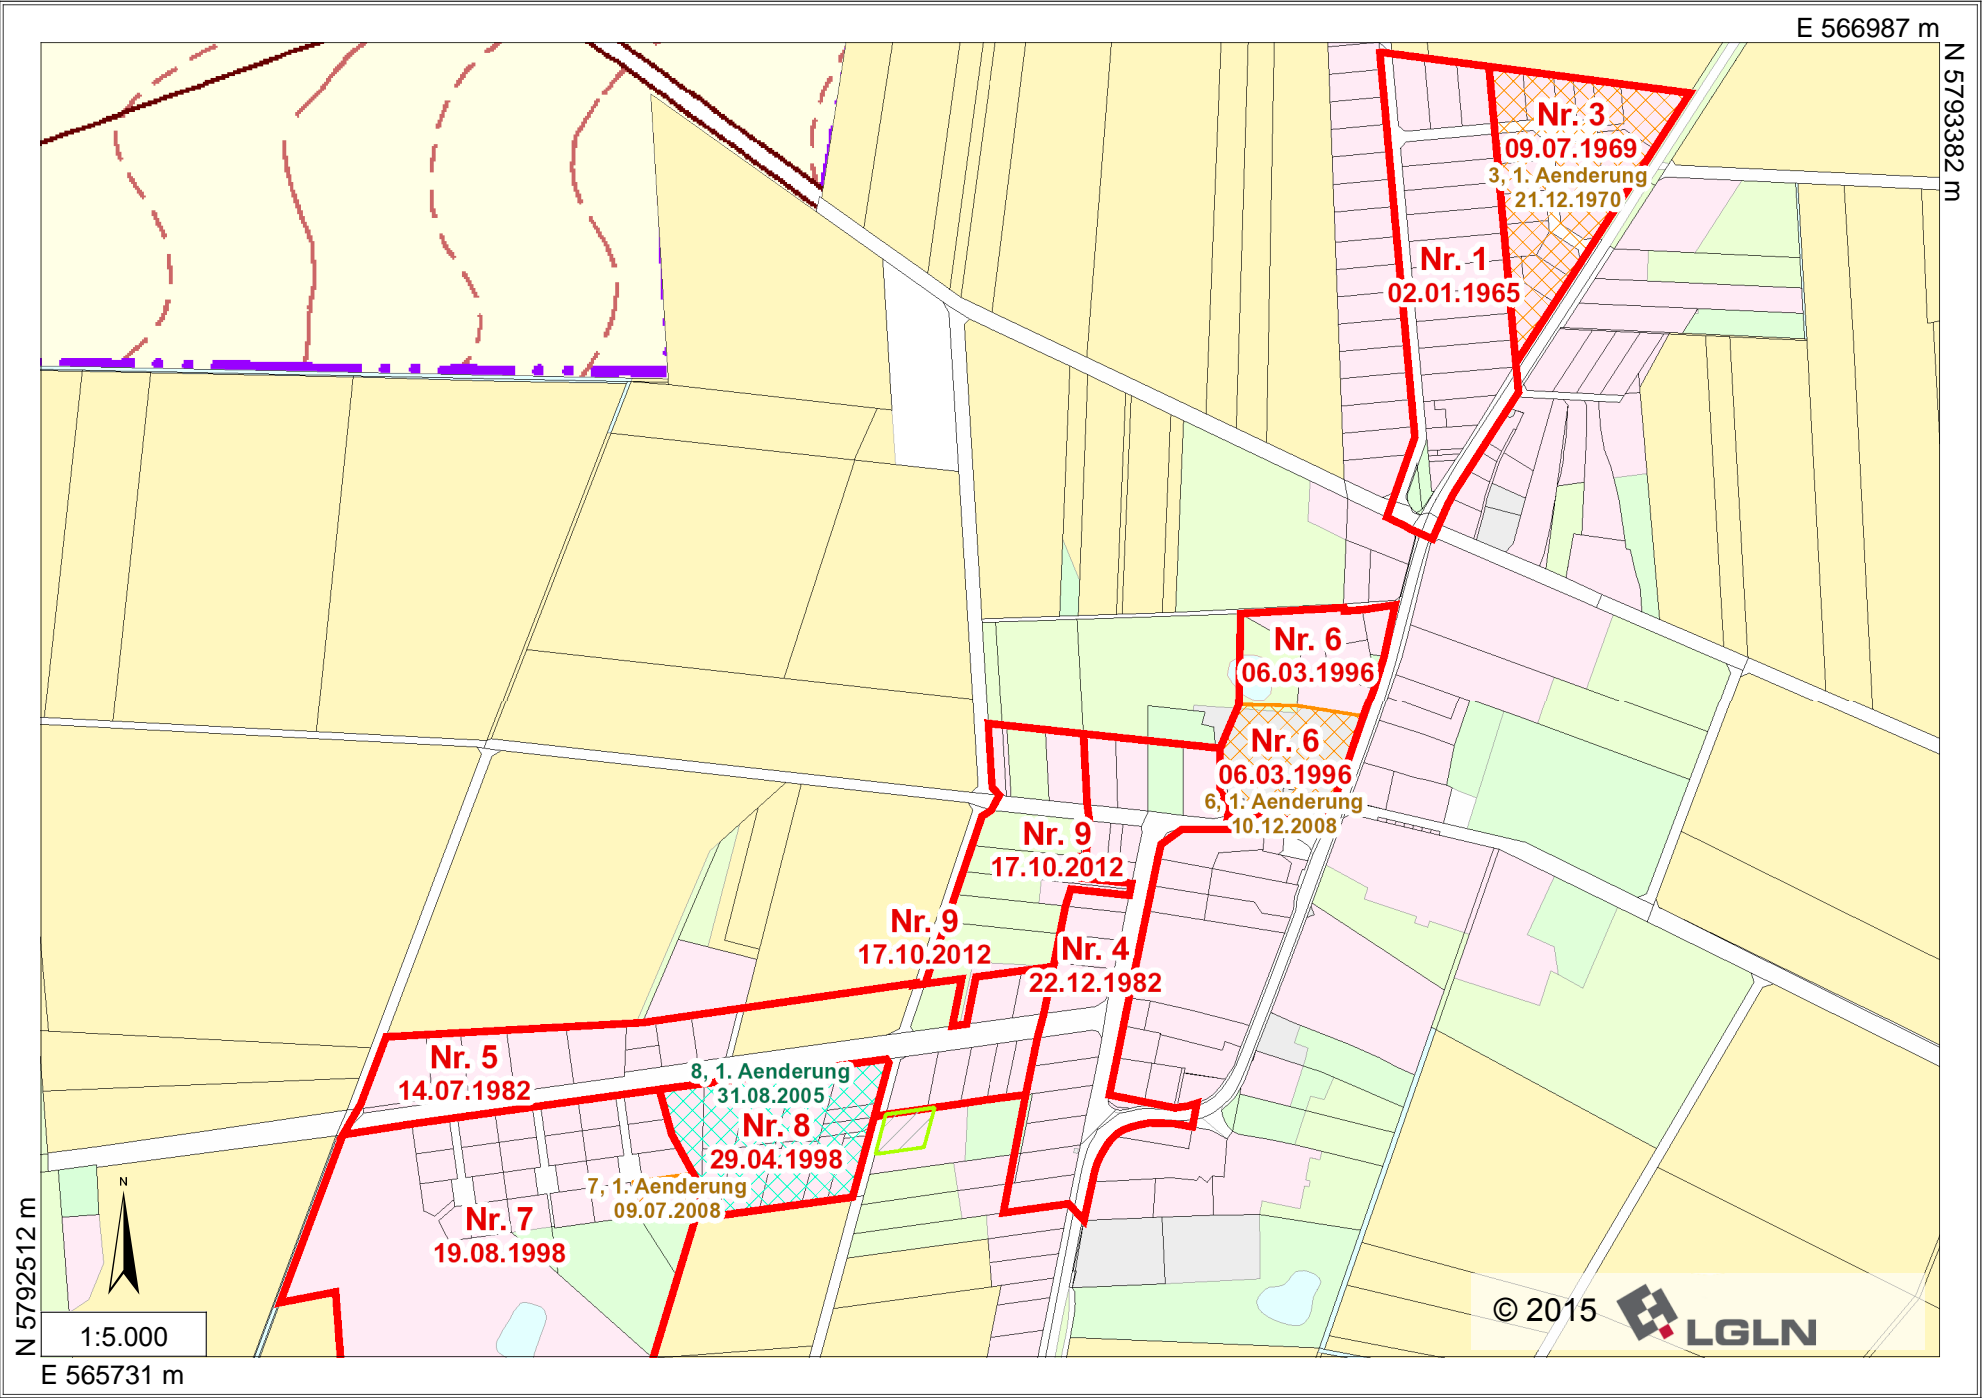 E 566987 m
N 5793382 m
Nr. 3
09.07.1969
3, 1. Aenderung
21.12.1970
Nr. 1
02.01.1965
Nr. 6
06.03.1996
Nr. 6
06.03.1996
6, 1. Aenderung
10.12.2008
Nr. 9
17.10.2012
Nr. 9
17.10.2012
Nr. 4
22.12.1982
Nr. 5
14.07.1982
8, 1. Aenderung
31.08.2005
Nr. 8
29.04.1998
7, 1. Aenderung
09.07.2008
Nr. 7
19.08.1998
N
N 5792512 m
1:5.000
E 565731 m
© 2015
LGLN